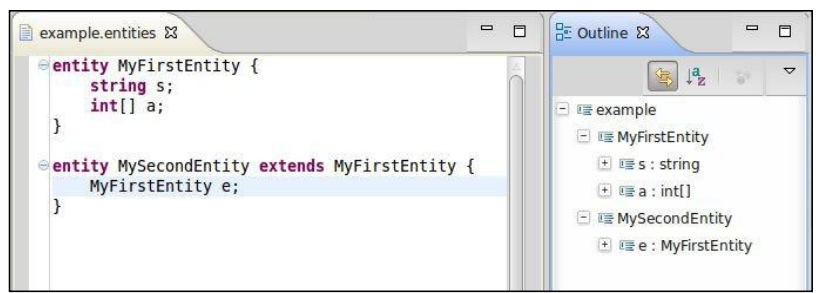 example.entities
entity MyFirstEntity {
string s;
int[] a;
}
entity MySecondEntity extends MyFirstEntity {
MyFirstEntity e;
}
Outline
a
z
example
MyFirstEntity
s : string
a : int[]
MySecondEntity
e : MyFirstEntity